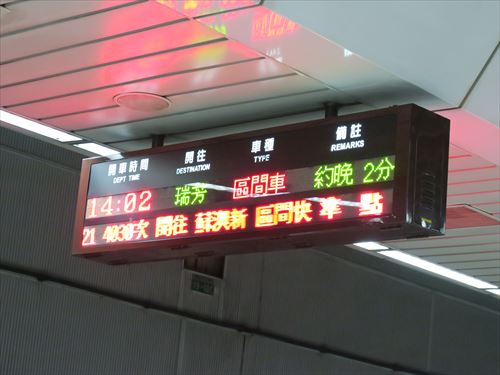 開車時間 開往 車種 備註
DEPT TIME DESTINATION TYPE REMARKS
14:02 瑞芳 區間車 約晚 2分
21 4030次 開往 蘇澳新 區間快 準 點